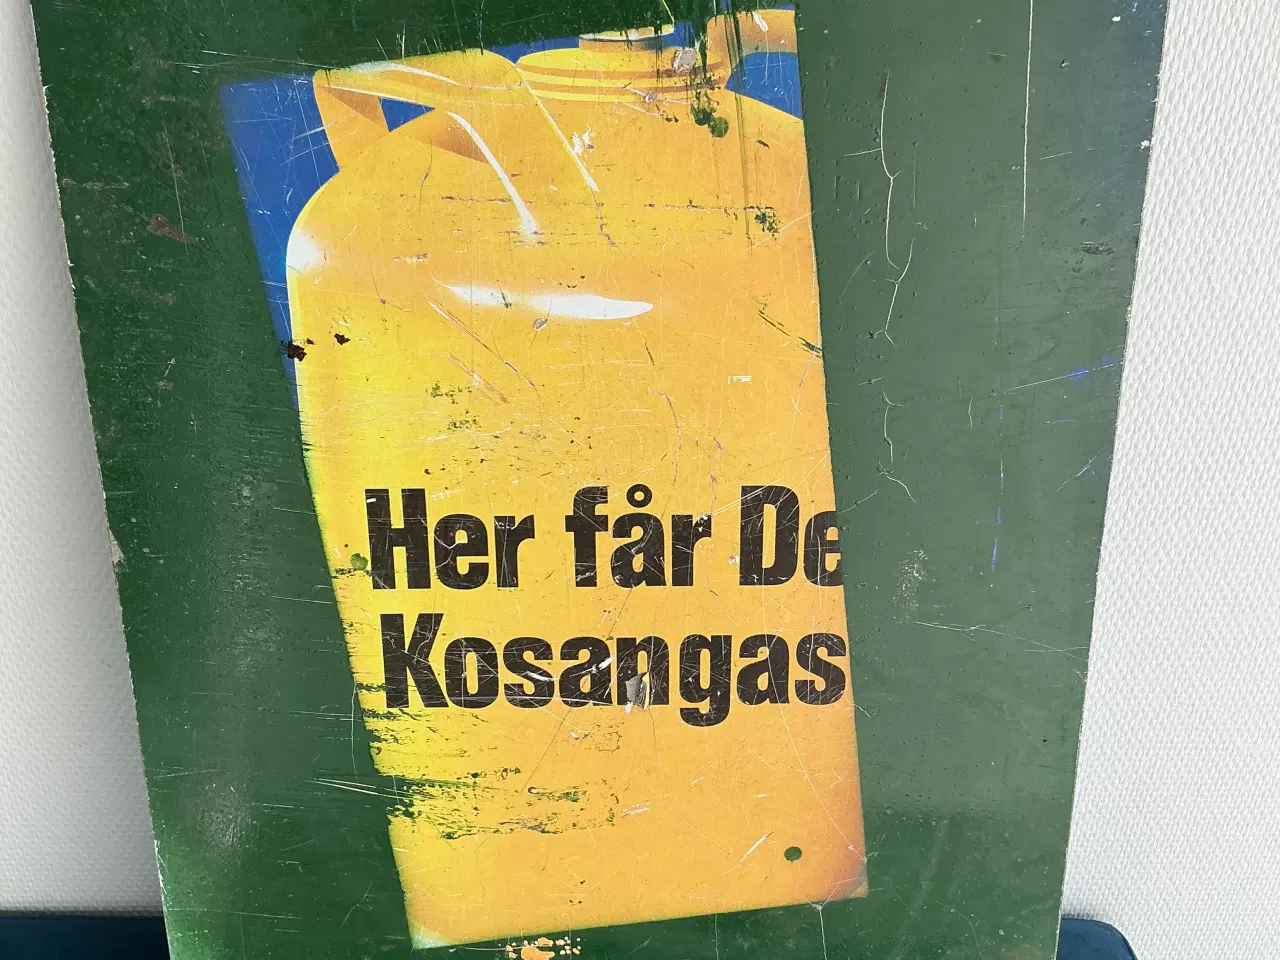 Her får De
Kosangas